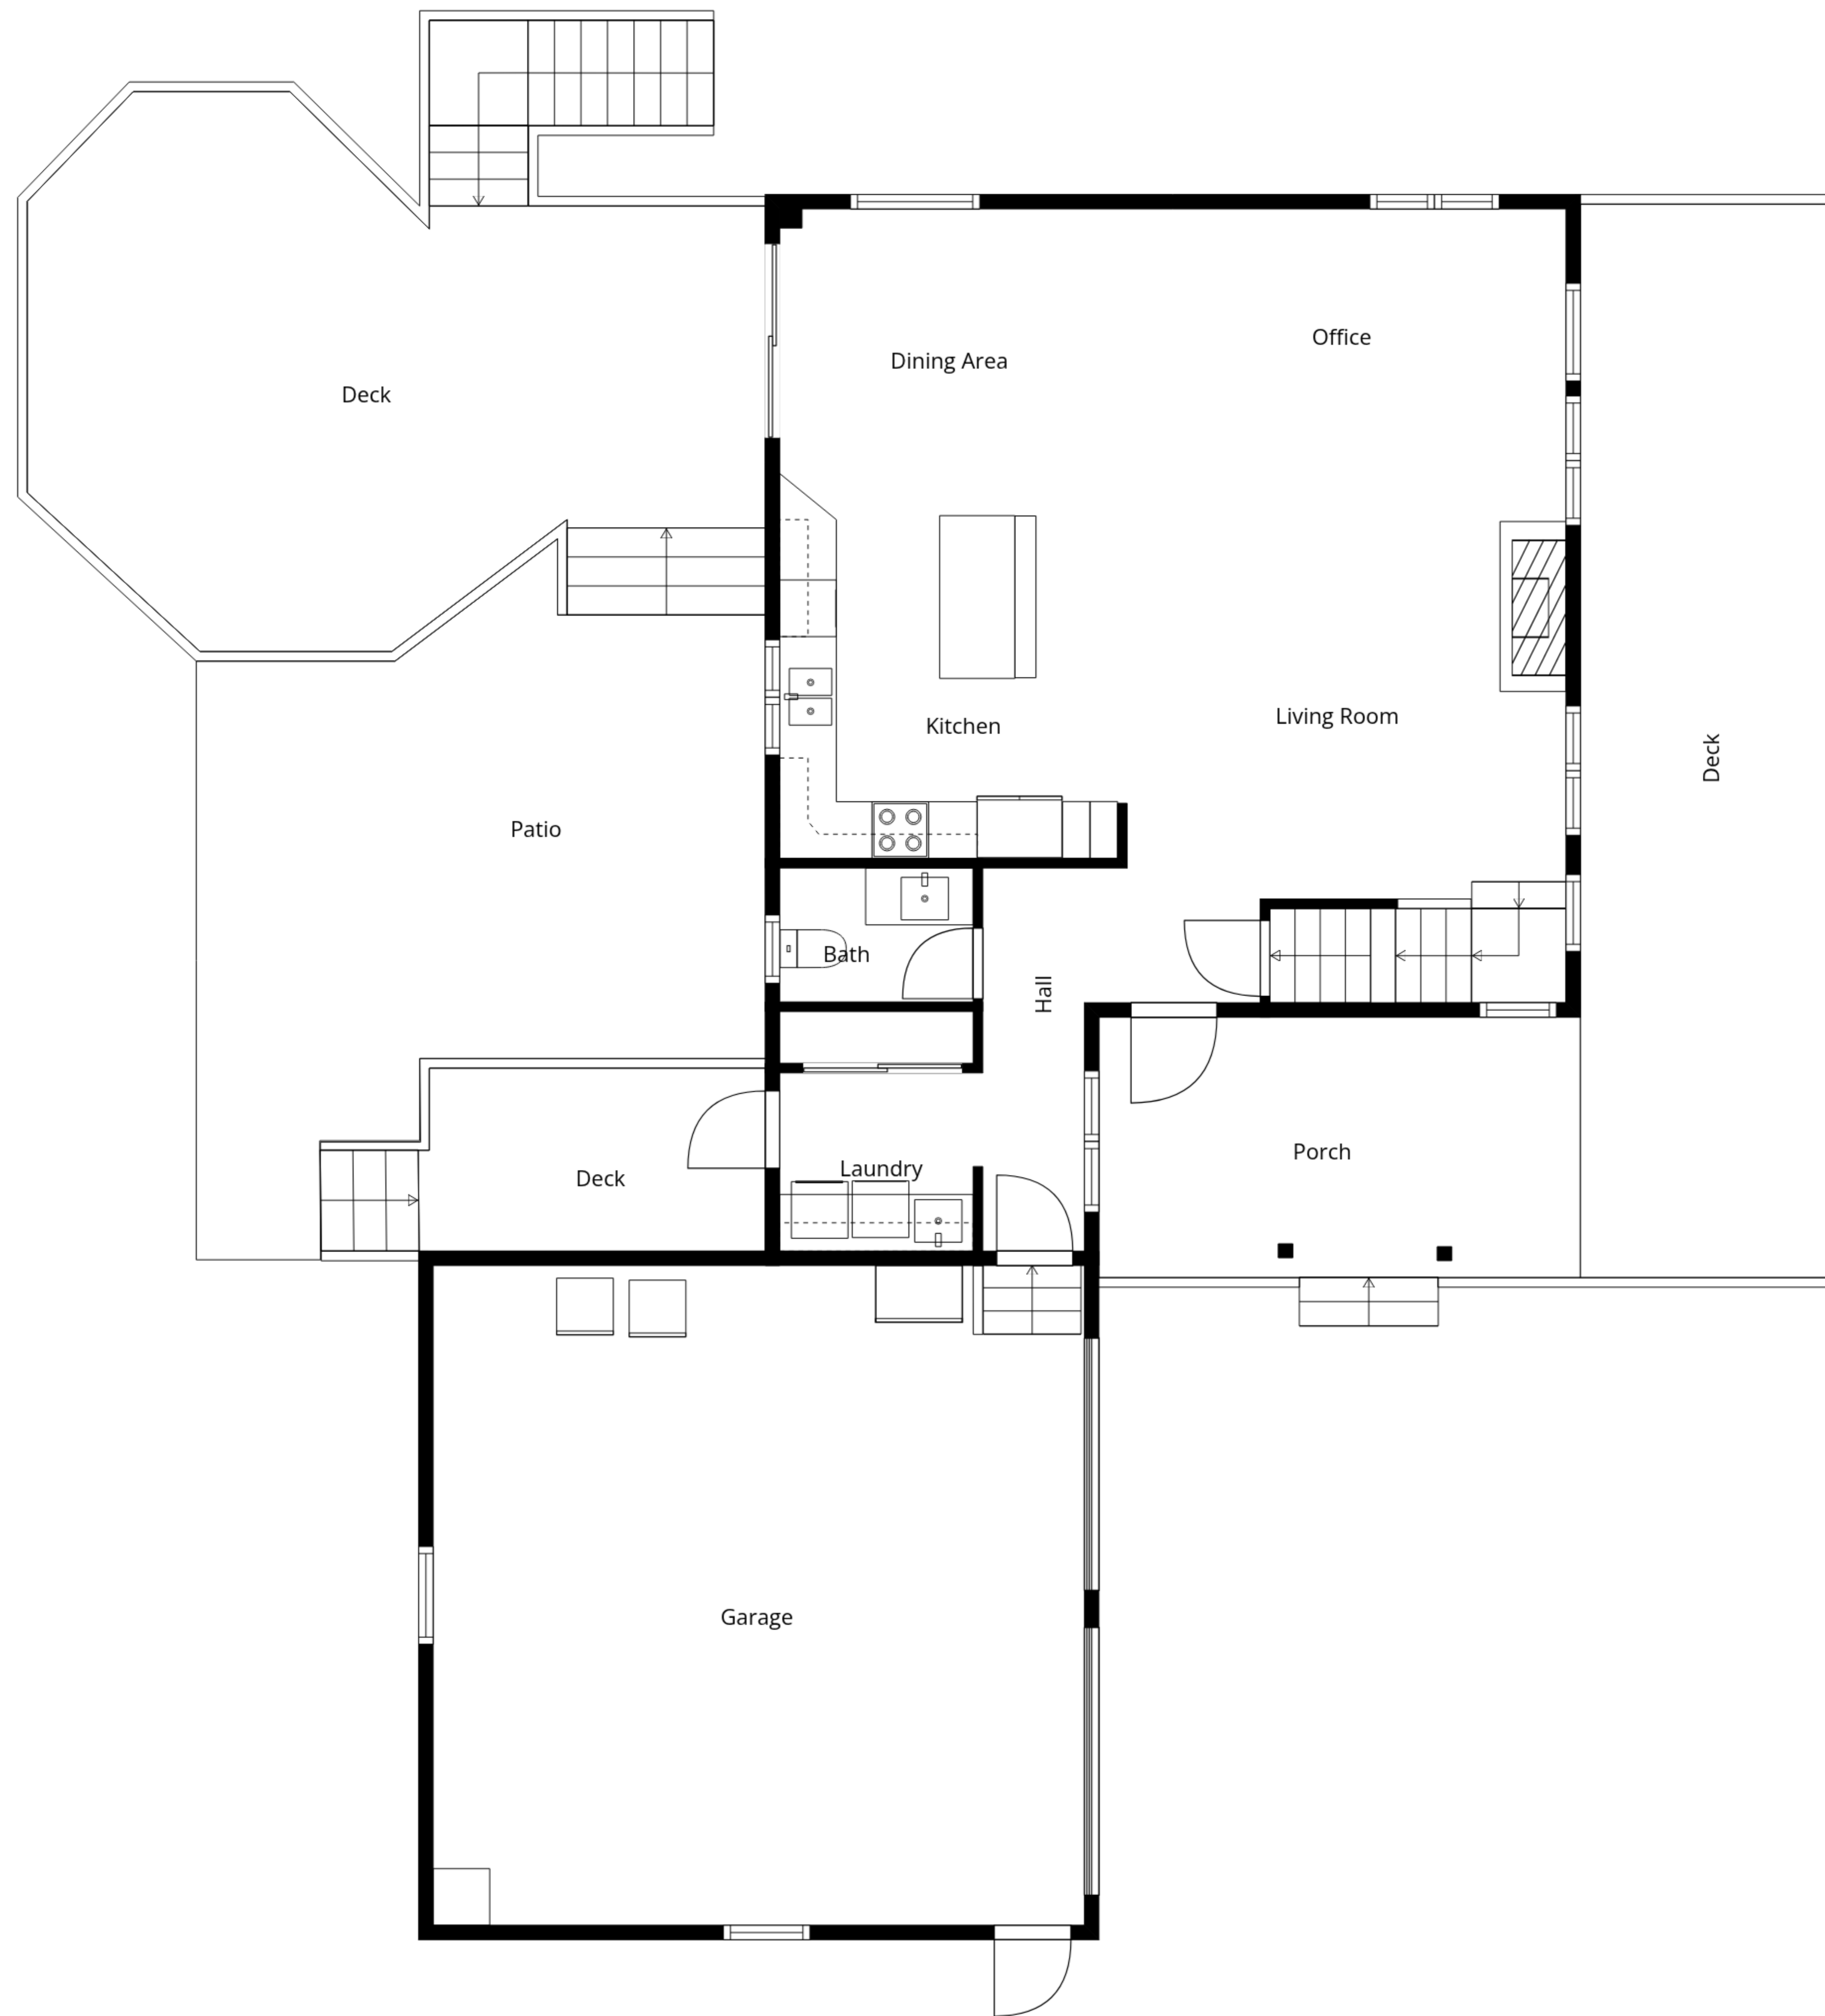 Office
Dining Area
Deck
Living Room
Kitchen
Deck
Patio
Bath
Hall
Porch
Laundry
Deck
Garage